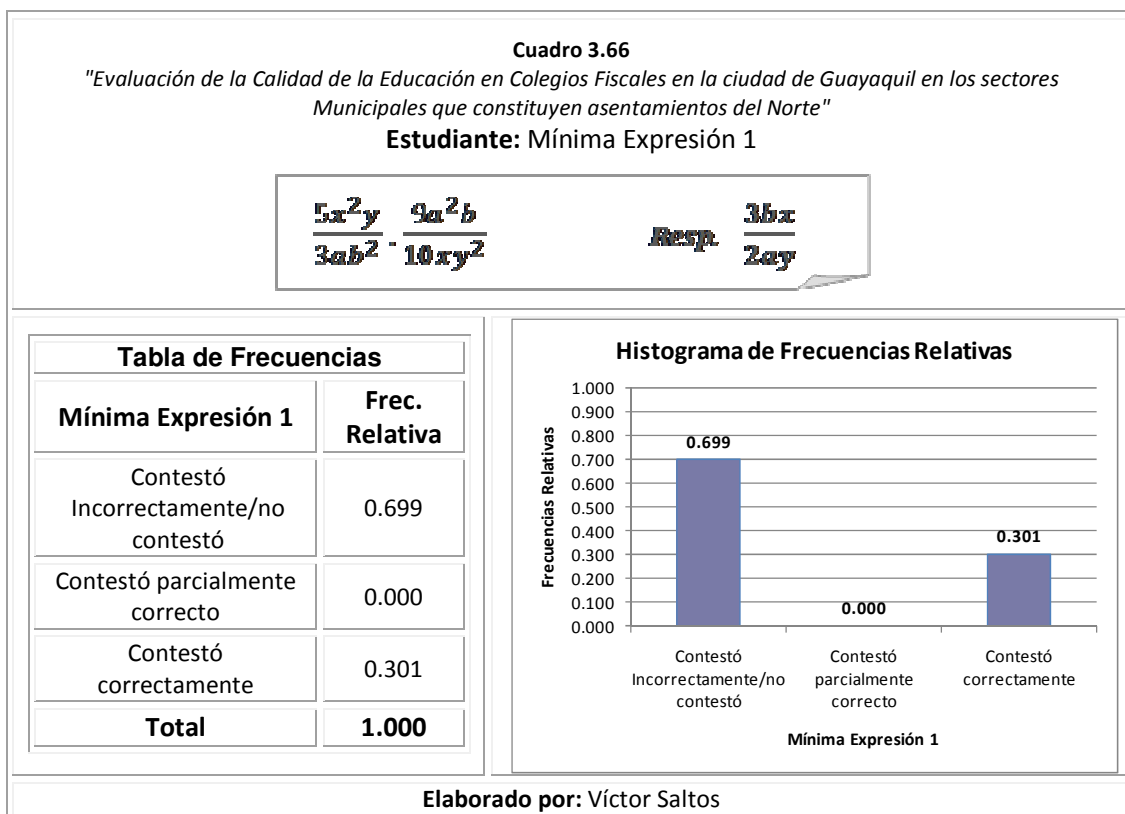 Cuadro 3.66
"Evaluación de la Calidad de la Educación en Colegios Fiscales en la ciudad de Guayaquil en los sectores
Municipales que constituyen asentamientos del Norte"
Estudiante: Mínima Expresión 1
5x²y / 3ab² · 9a²b / 10xy² Resp. 3bx / 2ay
Tabla de Frecuencias
Mínima Expresión 1
Frec.
Relativa
Contestó
Incorrectamente/no
contestó
0.699
Contestó parcialmente
correcto
0.000
Contestó
correctamente
0.301
Total
1.000
Histograma de Frecuencias Relativas
Frecuencias Relativas
1.000
0.900
0.800
0.700
0.600
0.500
0.400
0.300
0.200
0.100
0.000
0.699
0.000
0.301
Contestó
Incorrectamente/no
contestó
Contestó
parcialmente
correcto
Contestó
correctamente
Mínima Expresión 1
Elaborado por: Víctor Saltos